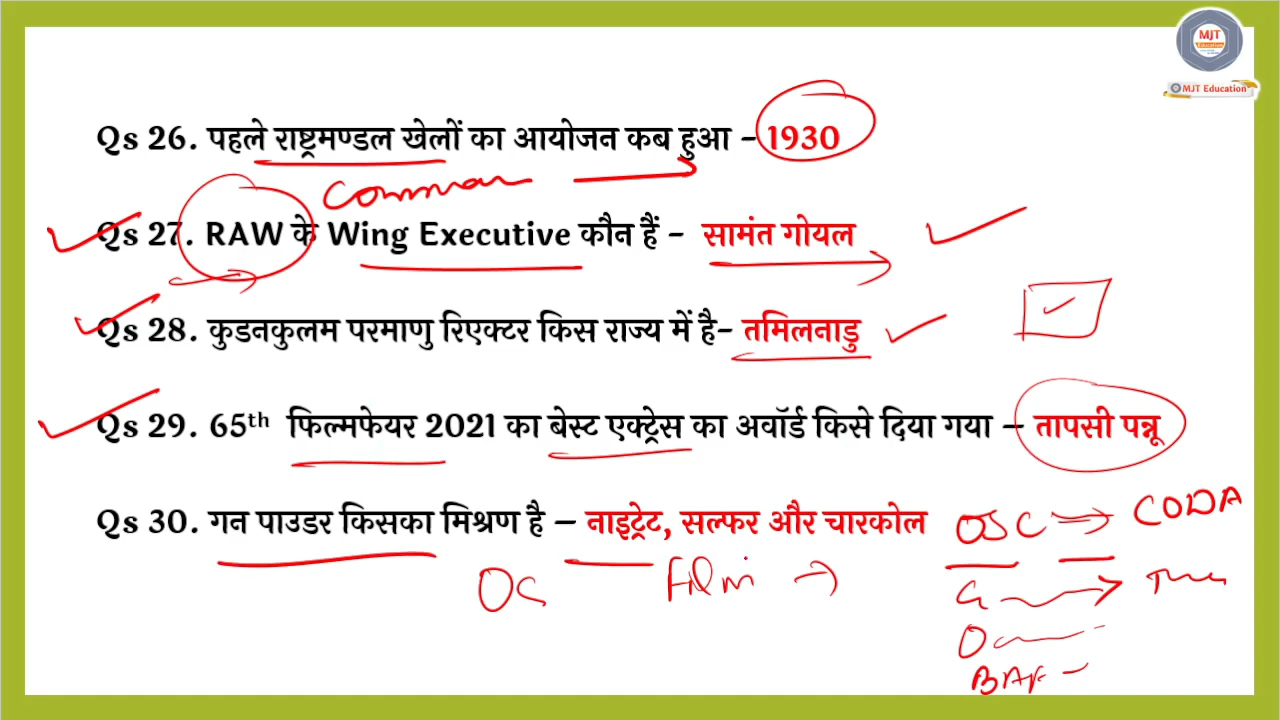 MJT
Education
MJT Education
Qs 26. पहले राष्ट्रमण्डल खेलों का आयोजन कब हुआ – 1930
Qs 27. RAW के Wing Executive कौन हैं – सामंत गोयल
Qs 28. कुडनकुलम परमाणु रिएक्टर किस राज्य में है– तमिलनाडु
Qs 29. 65th फिल्मफेयर 2021 का बेस्ट एक्ट्रेस का अवॉर्ड किसे दिया गया – तापसी पन्नू
Qs 30. गन पाउडर किसका मिश्रण है – नाइट्रेट, सल्फर और चारकोल
OSC CODA
Film